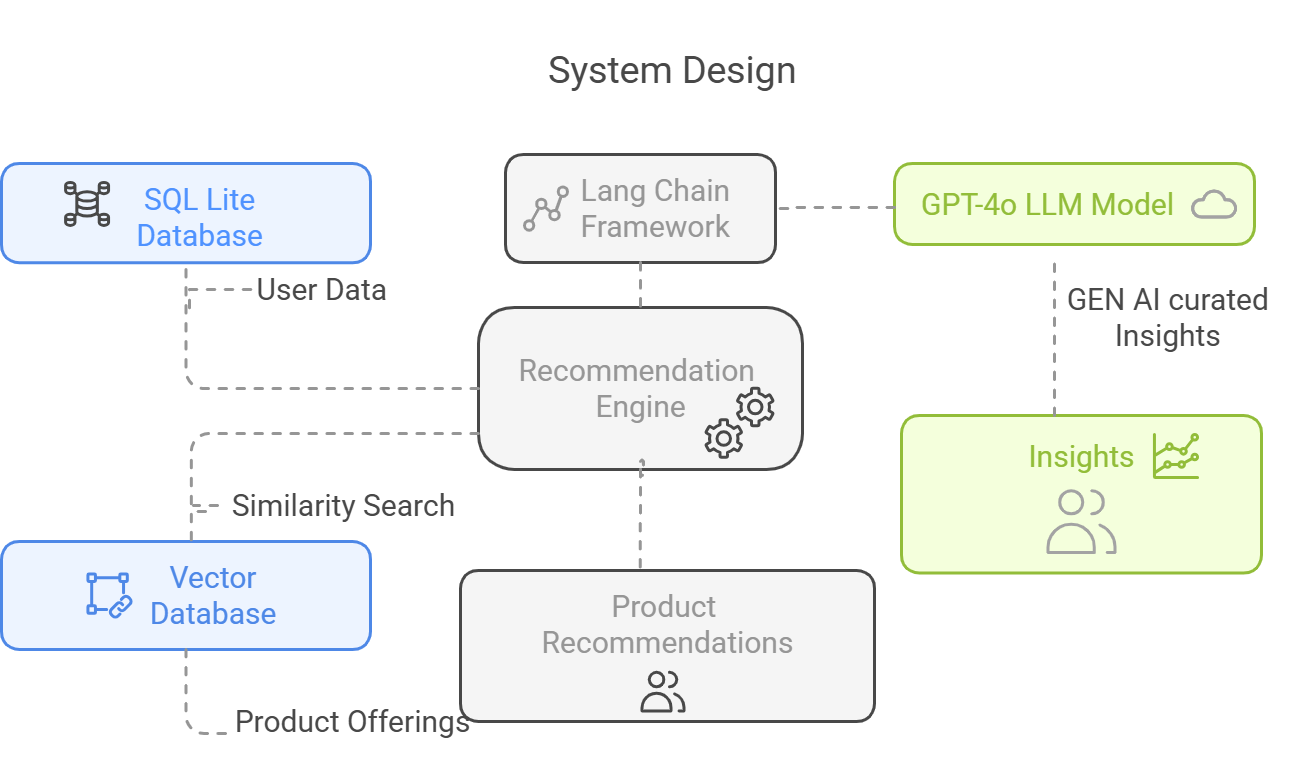 System Design
SQL Lite
Database
Lang Chain
Framework
GPT-4o LLM Model
User Data
GEN AI curated
Insights
Recommendation
Engine
Insights
Similarity Search
Vector
Database
Product
Recommendations
Product Offerings